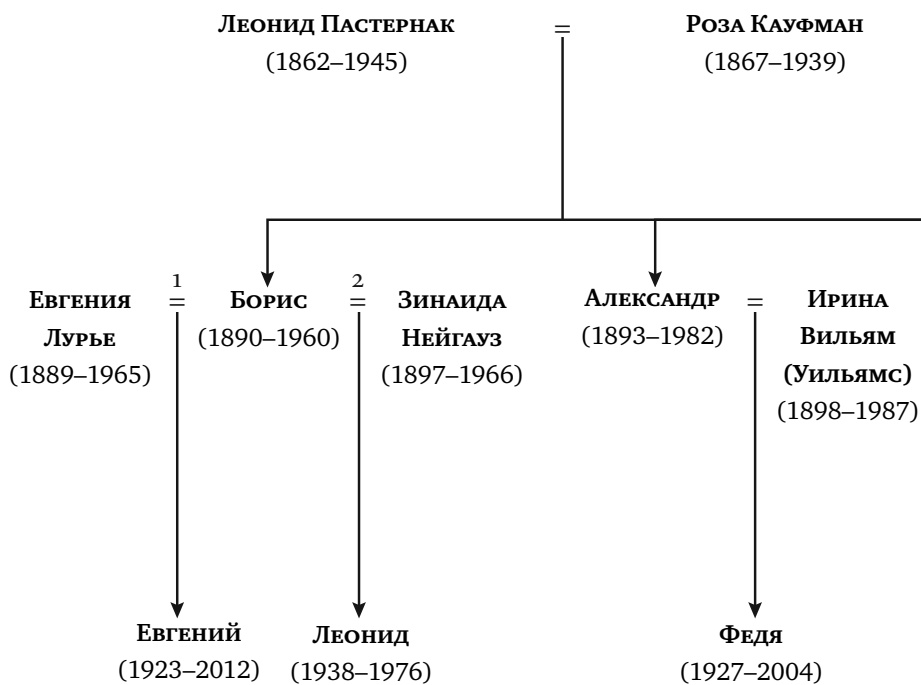 Леонид Пастернак = Роза Кауфман
(1862–1945) (1867–1939)
1 2
Евгения = Борис = Зинаида Александр = Ирина
Лурье (1890–1960) Нейгауз (1893–1982) Вильям
(1889–1965) (1897–1966) (Уильямс)
(1898–1987)
Евгений Леонид Федя
(1923–2012) (1938–1976) (1927–2004)